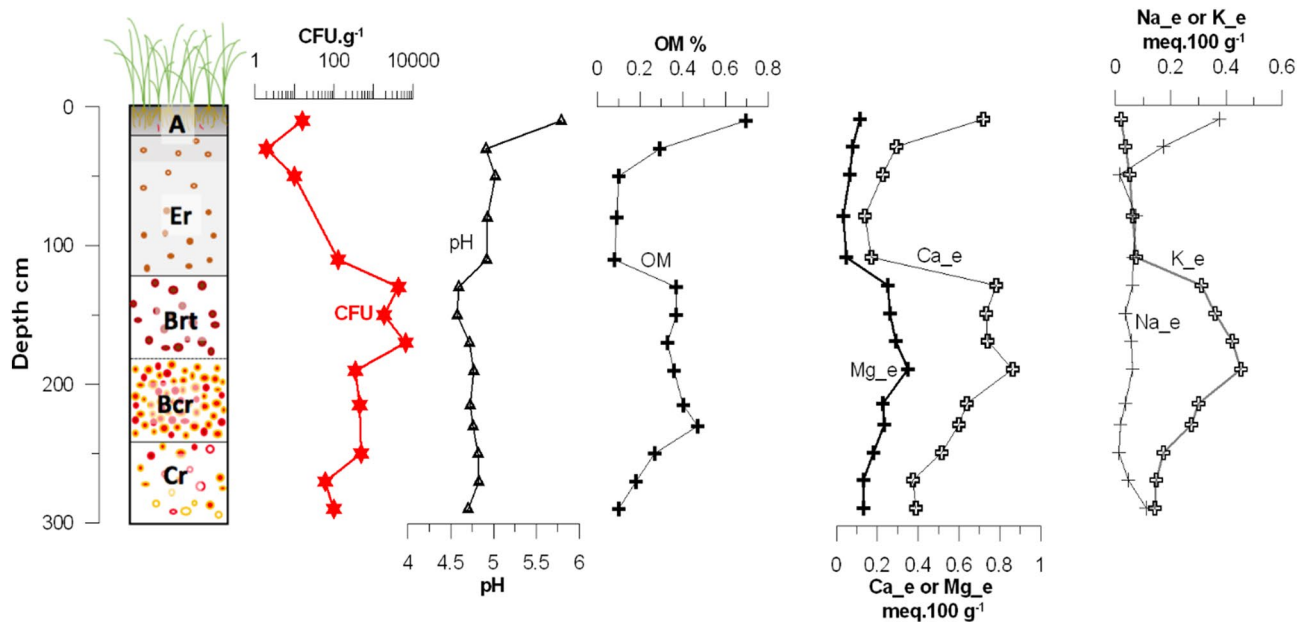 CFU.g⁻¹
1 100 10000
OM %
0 0.2 0.4 0.6 0.8
Na_e or K_e
meq.100 g⁻¹
0 0.2 0.4 0.6
Depth cm
0
100
200
300
A
Er
Brt
Bcr
Cr
CFU
pH
OM
Ca_e
Mg_e
K_e
Na_e
4 4.5 5 5.5 6
pH
0 0.2 0.4 0.6 0.8 1
Ca_e or Mg_e
meq.100 g⁻¹